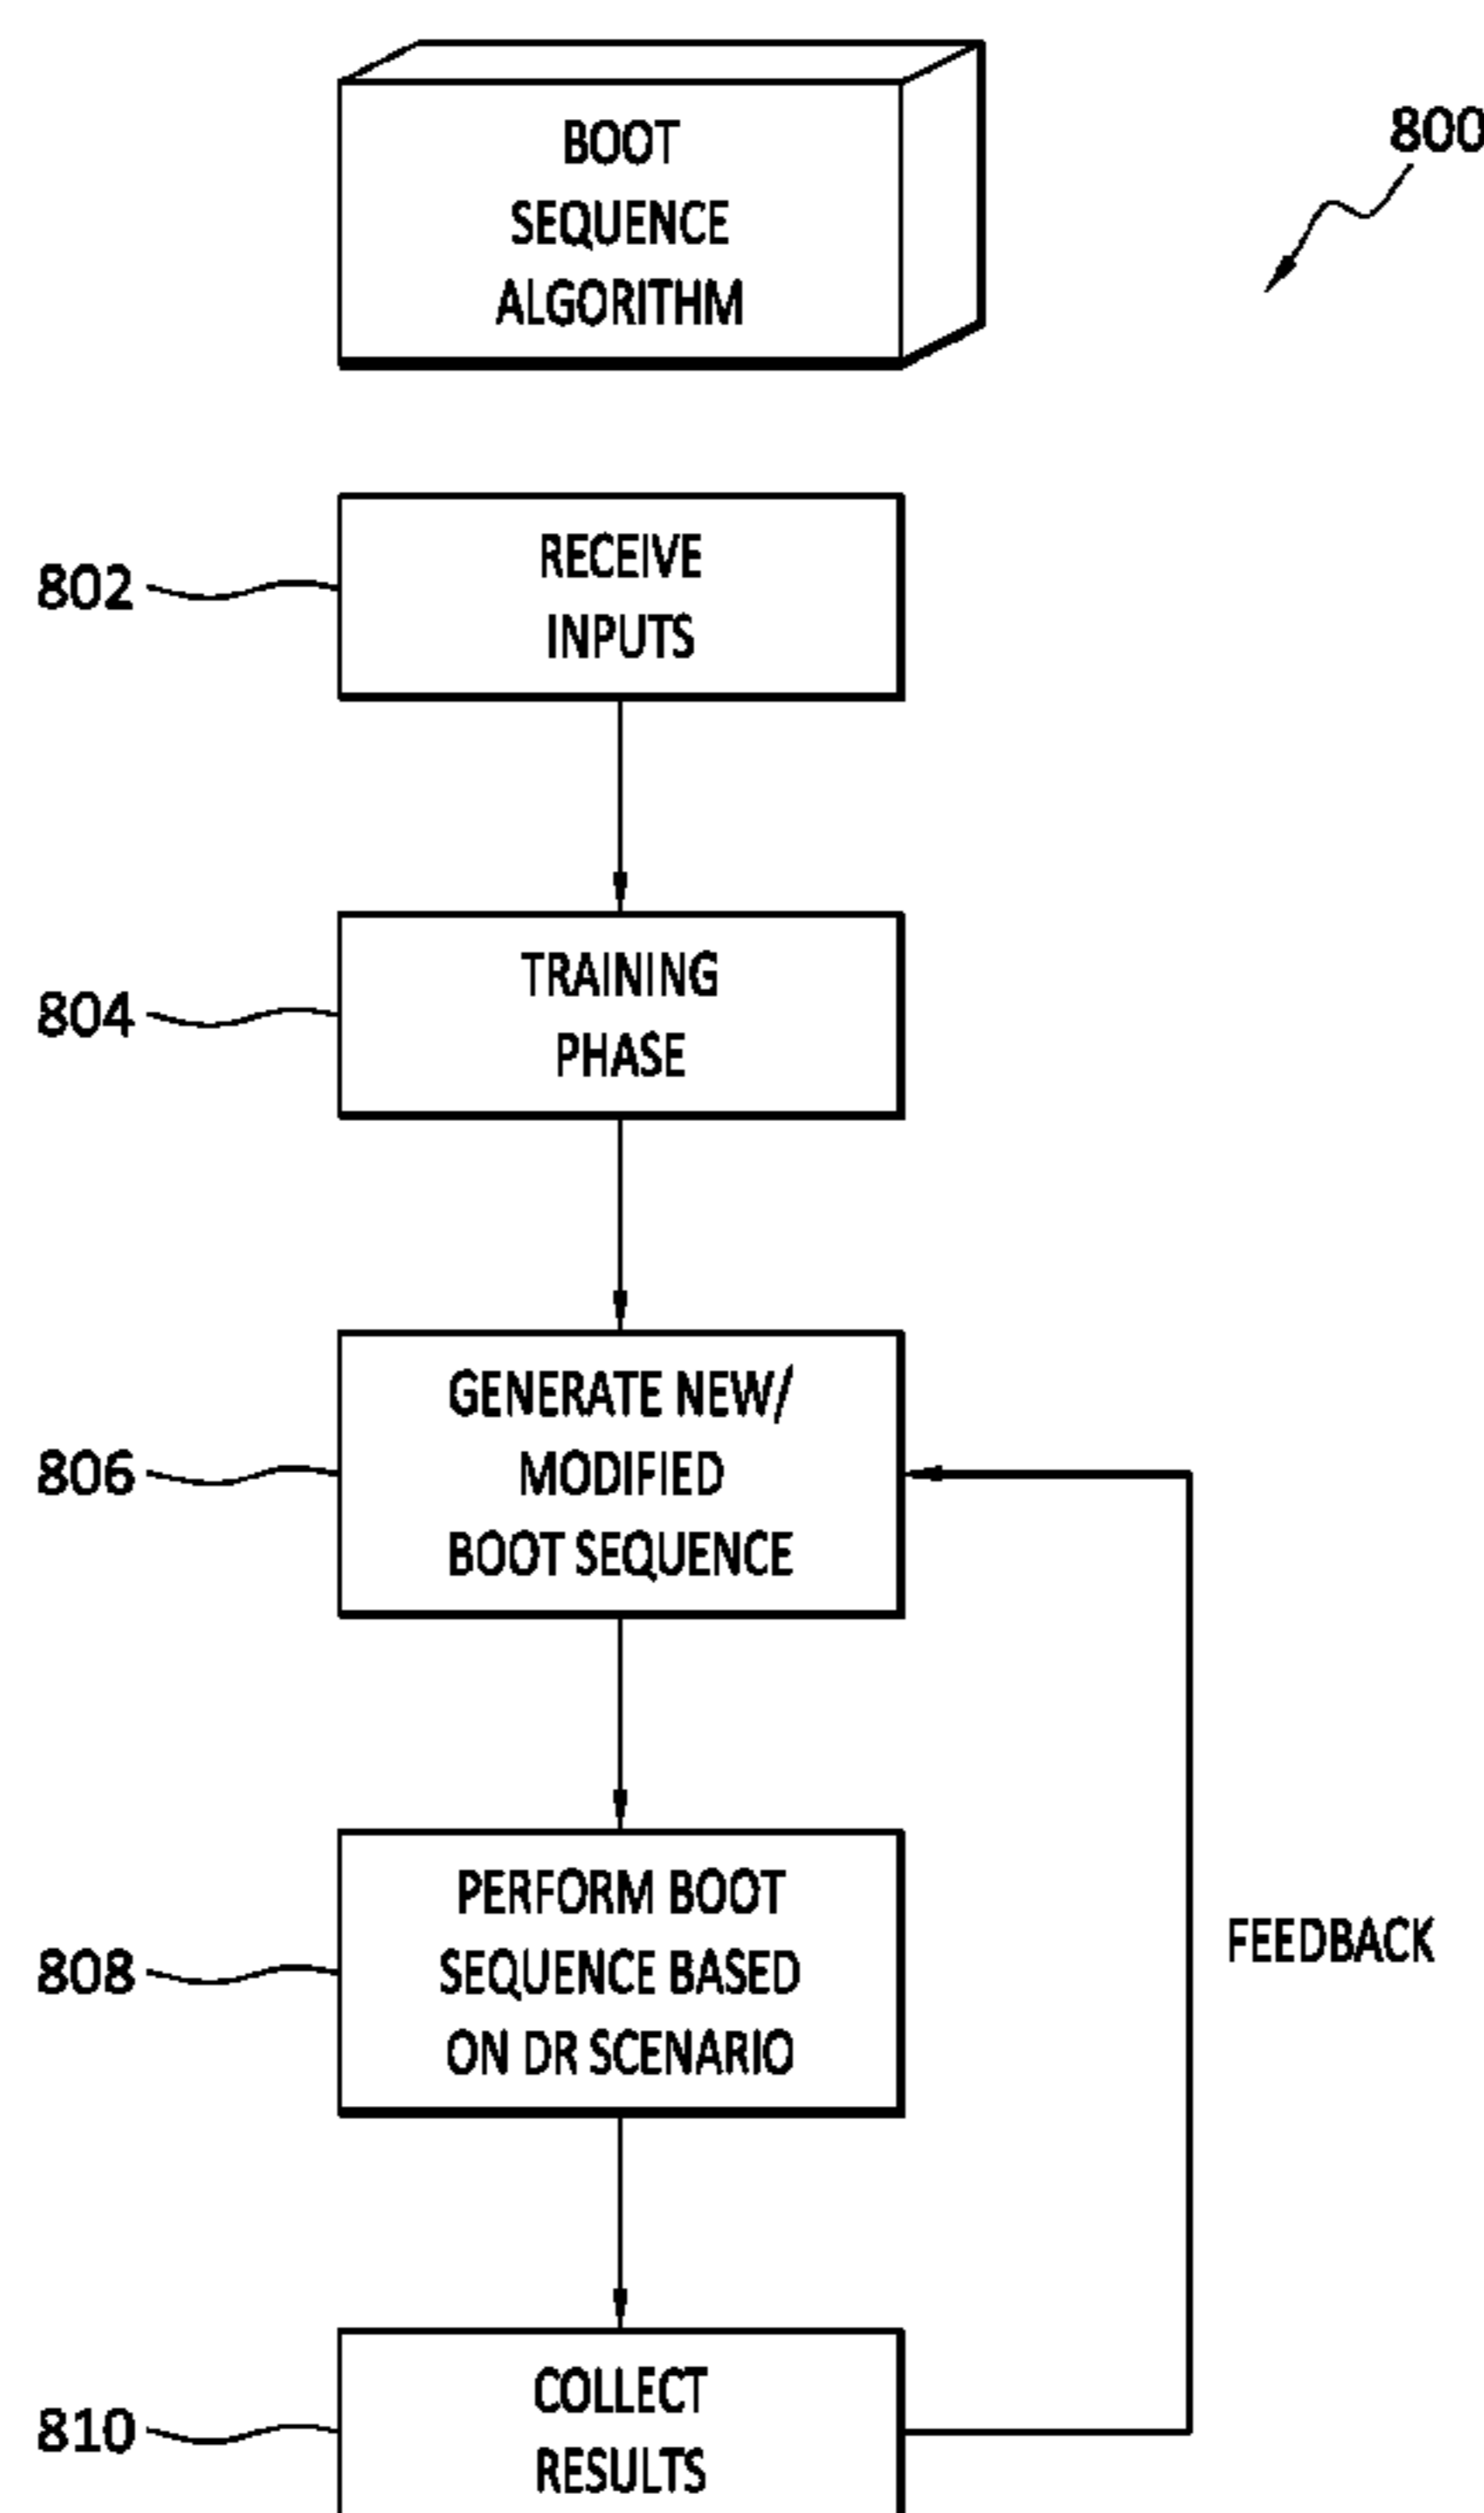 BOOT
SEQUENCE
ALGORITHM
800
802
RECEIVE
INPUTS
804
TRAINING
PHASE
806
GENERATE NEW/
MODIFIED
BOOT SEQUENCE
808
PERFORM BOOT
SEQUENCE BASED
ON DR SCENARIO
FEEDBACK
810
COLLECT
RESULTS